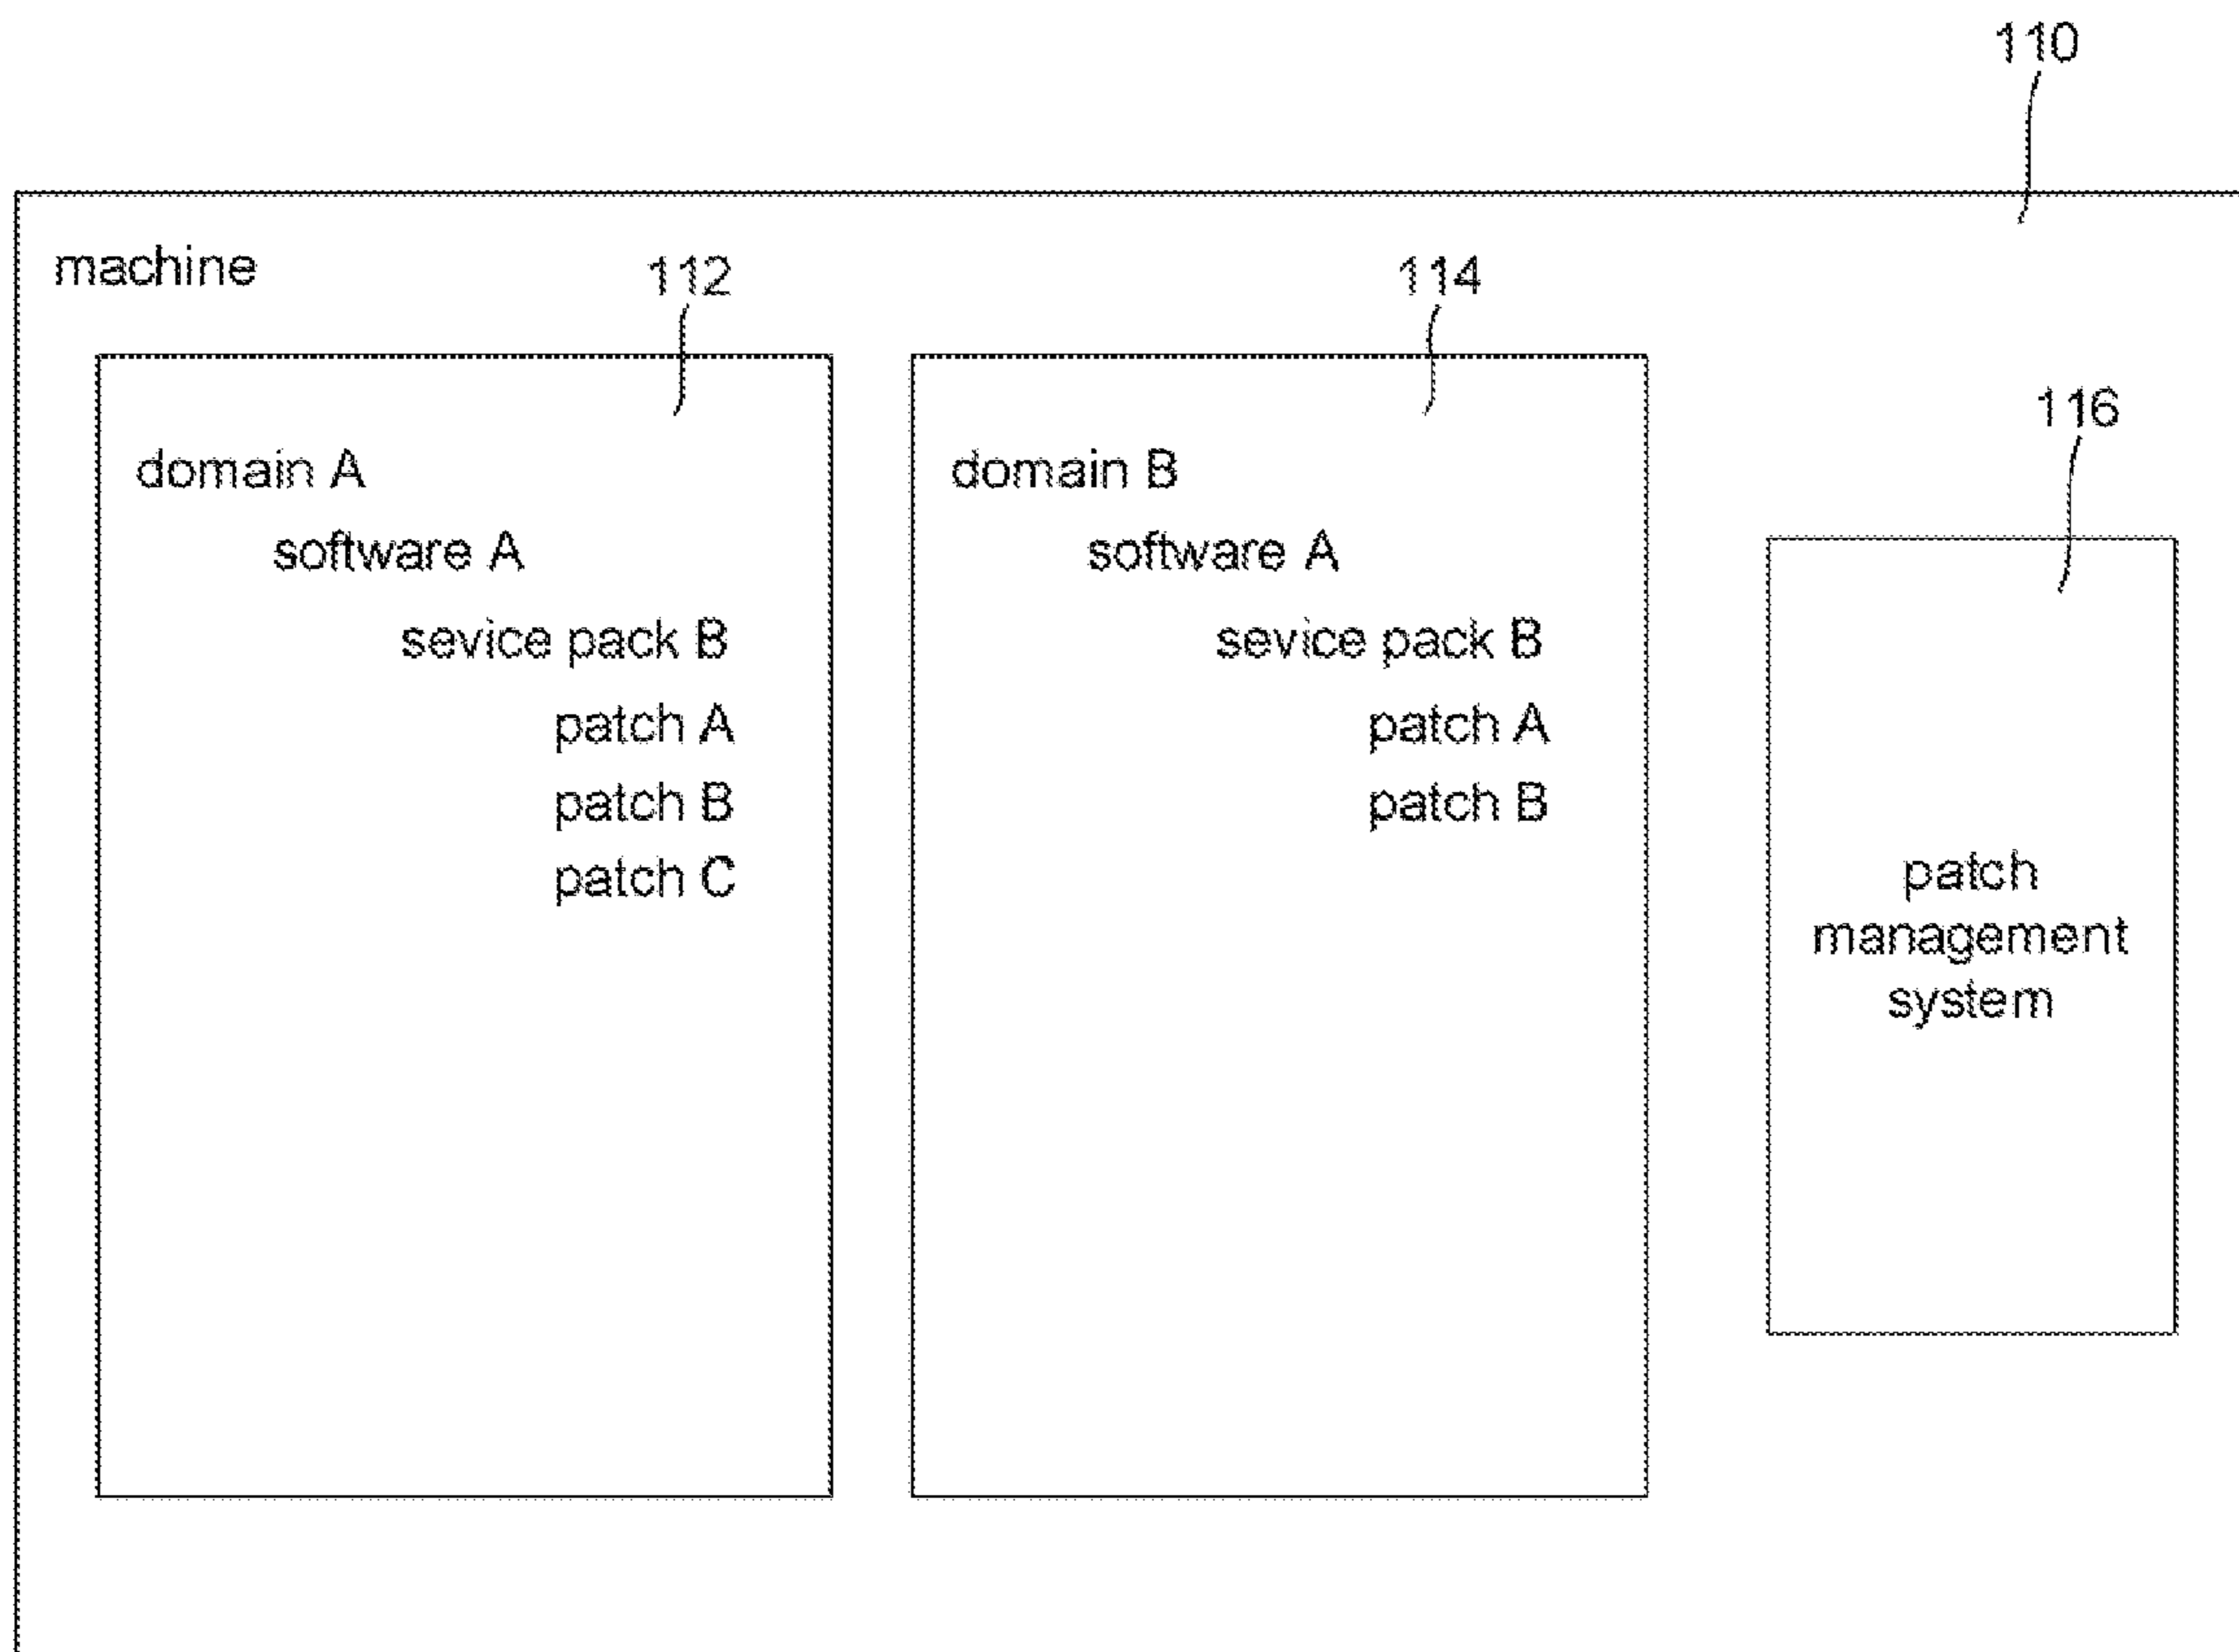 110
machine
112
114
116
domain A
software A
sevice pack B
patch A
patch B
patch C
domain B
software A
sevice pack B
patch A
patch B
patch
management
system